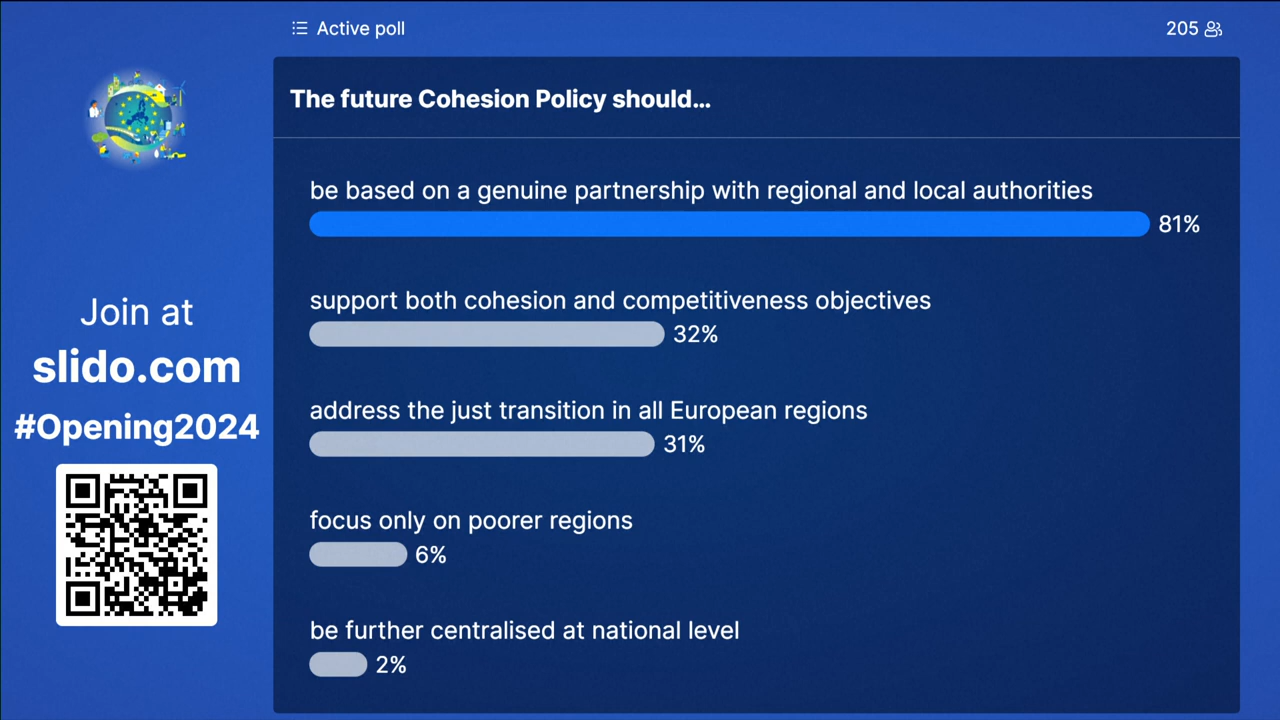 Active poll
205
The future Cohesion Policy should...
be based on a genuine partnership with regional and local authorities
81%
support both cohesion and competitiveness objectives
32%
address the just transition in all European regions
31%
focus only on poorer regions
6%
be further centralised at national level
2%
Join at
slido.com
#Opening2024